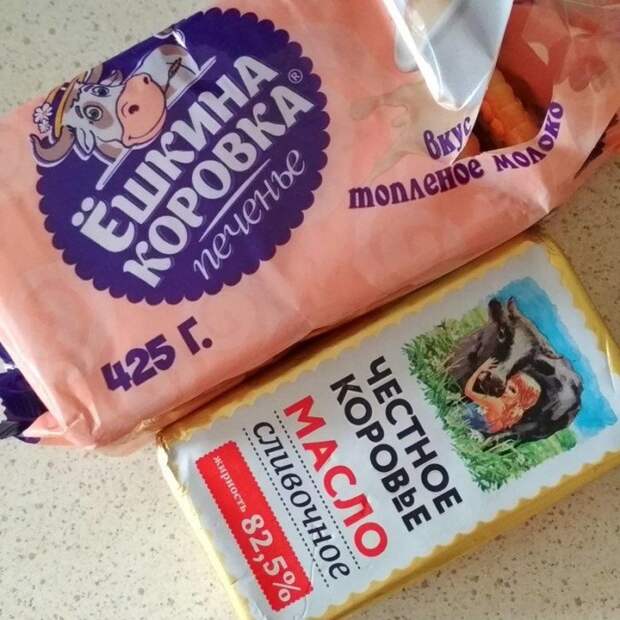 ЁШКИНА
КОРОВКА®
печенье
вкус
топленое молоко
425 г.
ЧЕСТНОЕ
КОРОВЬЕ
МАСЛО
сливочное
жирность 82,5%